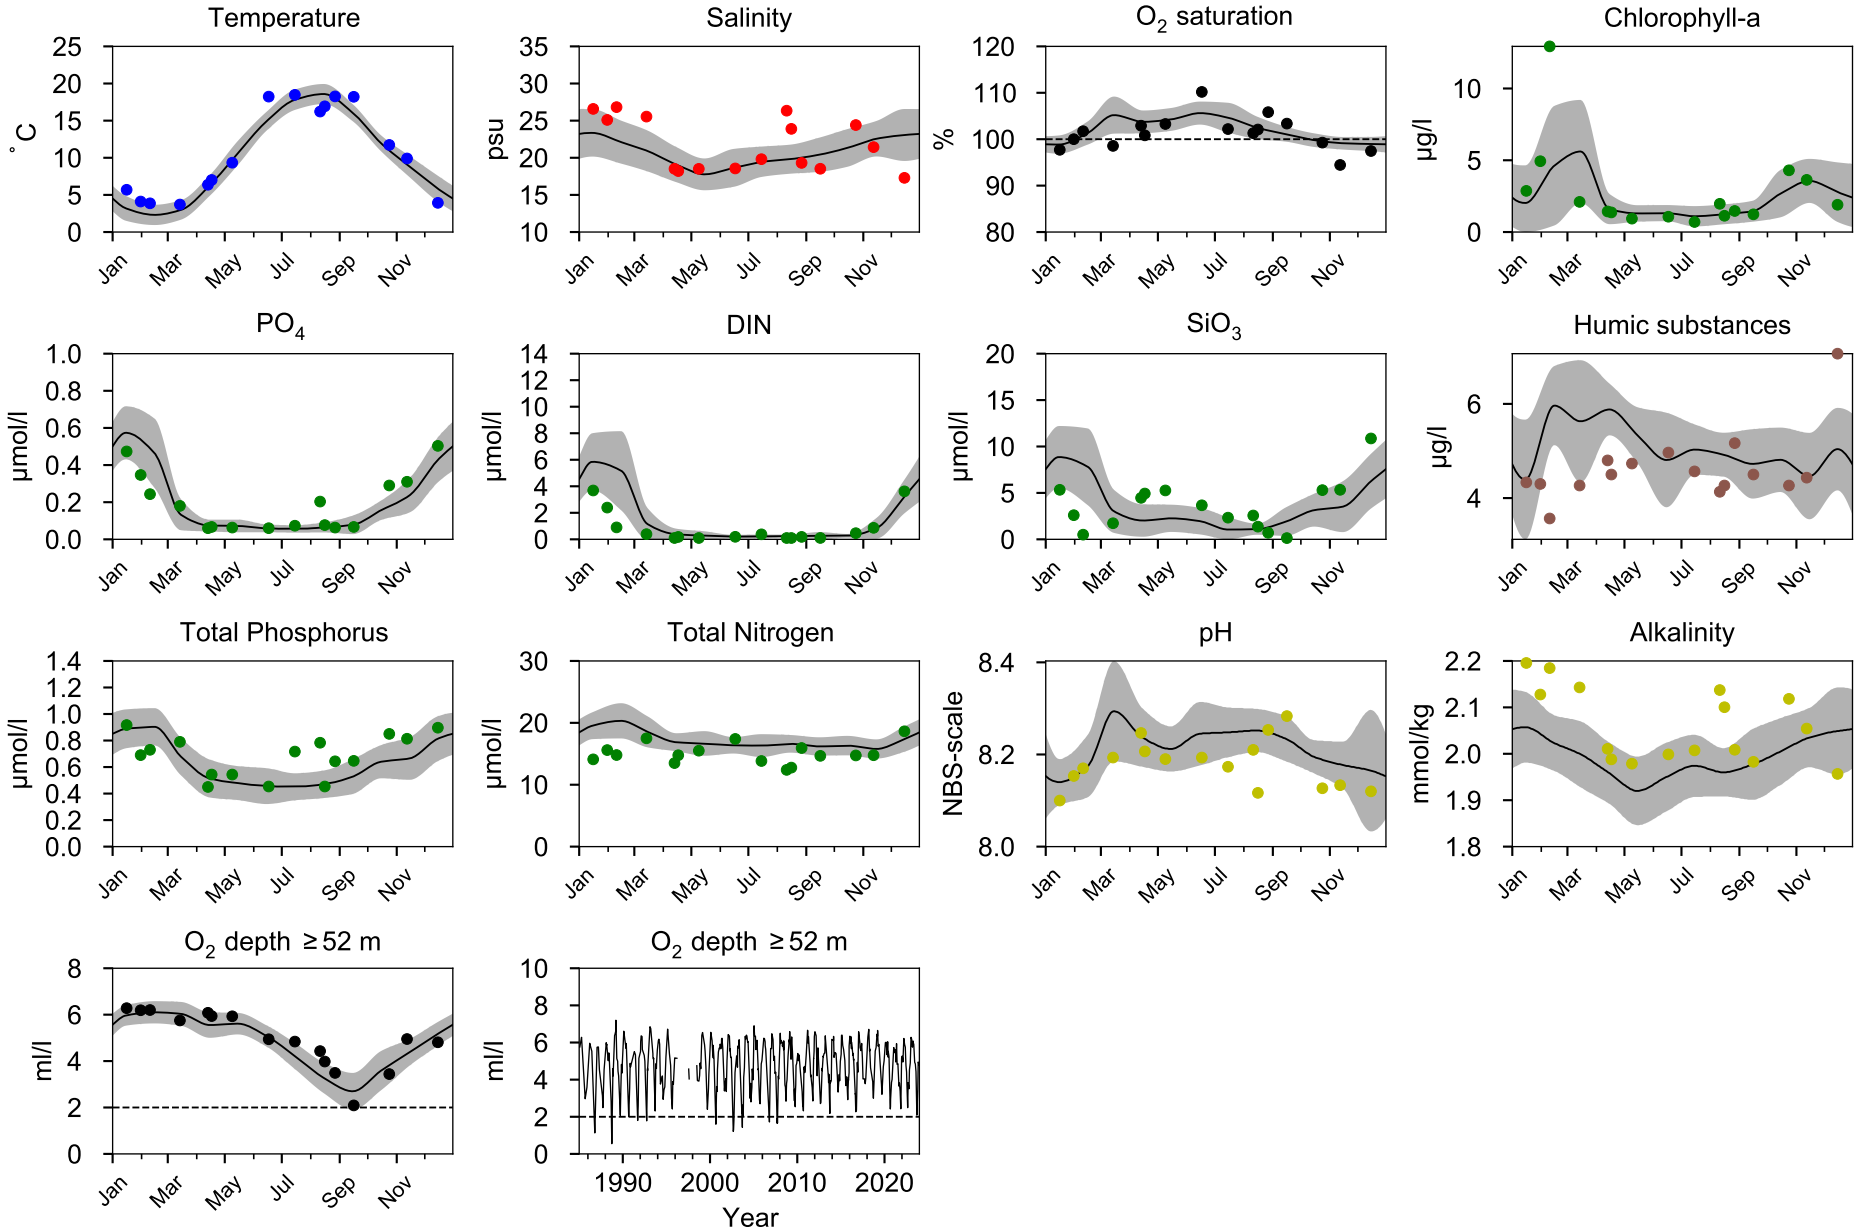 Temperature
Salinity
O2 saturation
Chlorophyll-a
25
20
15
10
5
0
°C
Jan Mar May Jul Sep Nov
35
30
25
20
15
10
psu
Jan Mar May Jul Sep Nov
120
110
100
90
80
%
Jan Mar May Jul Sep Nov
10
5
0
µg/l
Jan Mar May Jul Sep Nov
PO4
DIN
SiO3
Humic substances
1.0
0.8
0.6
0.4
0.2
0.0
µmol/l
Jan Mar May Jul Sep Nov
14
12
10
8
6
4
2
0
µmol/l
Jan Mar May Jul Sep Nov
20
15
10
5
0
µmol/l
Jan Mar May Jul Sep Nov
6
4
µg/l
Jan Mar May Jul Sep Nov
Total Phosphorus
Total Nitrogen
pH
Alkalinity
1.4
1.2
1.0
0.8
0.6
0.4
0.2
0.0
µmol/l
Jan Mar May Jul Sep Nov
30
20
10
0
µmol/l
Jan Mar May Jul Sep Nov
8.4
8.2
8.0
NBS-scale
Jan Mar May Jul Sep Nov
2.2
2.1
2.0
1.9
1.8
mmol/kg
Jan Mar May Jul Sep Nov
O2 depth ≥ 52 m
O2 depth ≥ 52 m
8
6
4
2
0
ml/l
Jan Mar May Jul Sep Nov
10
8
6
4
2
0
ml/l
1990 2000 2010 2020
Year